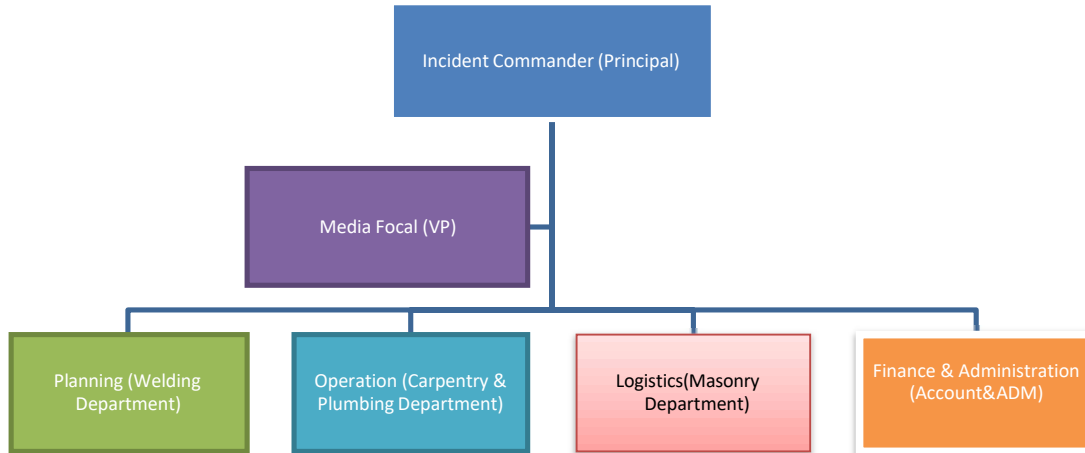 Incident Commander (Principal)
Media Focal (VP)
Planning (Welding
Department)
Operation (Carpentry &
Plumbing Department)
Logistics(Masonry
Department)
Finance & Administration
(Account&ADM)